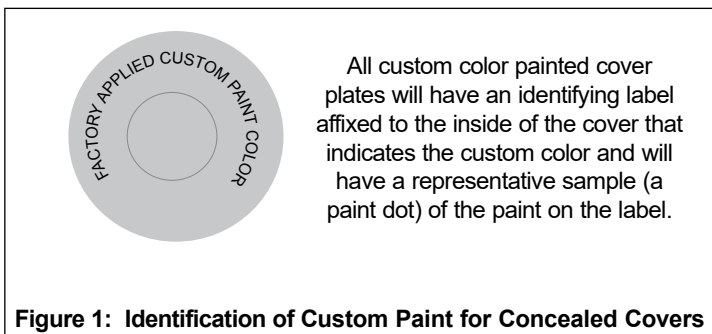 FACTORY APPLIED CUSTOM PAINT COLOR
All custom color painted cover
plates will have an identifying label
affixed to the inside of the cover that
indicates the custom color and will
have a representative sample (a
paint dot) of the paint on the label.
Figure 1:  Identification of Custom Paint for Concealed Covers